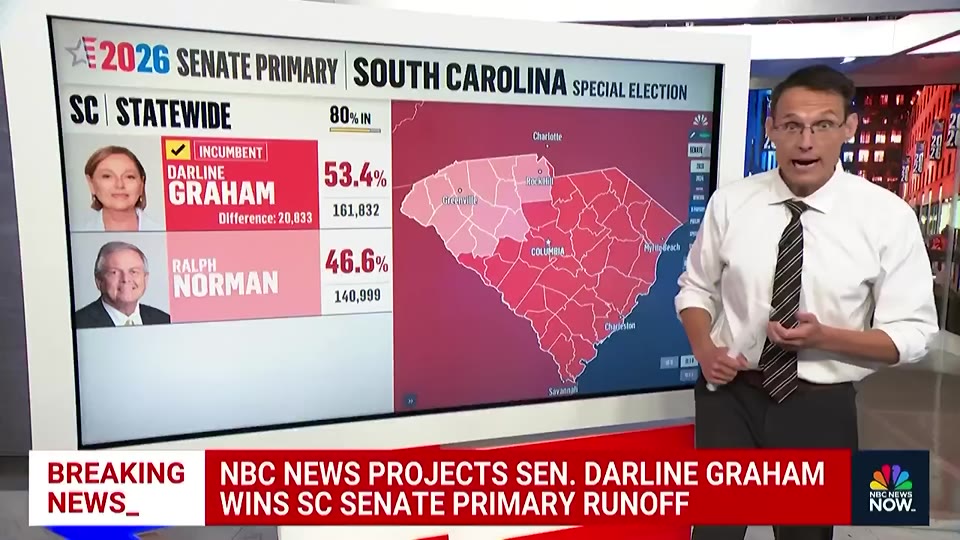 2026 SENATE PRIMARY SOUTH CAROLINA SPECIAL ELECTION
SC STATEWIDE
80% IN
INCUMBENT
DARLINE
GRAHAM
Difference: 20,833
53.4%
161,832
RALPH
NORMAN
46.6%
140,999
Charlotte
Rock Hill
Greenville
COLUMBIA
Myrtle Beach
Charleston
Savannah
BREAKING
NEWS_
NBC NEWS PROJECTS SEN. DARLINE GRAHAM
WINS SC SENATE PRIMARY RUNOFF
NBC NEWS
NOW_